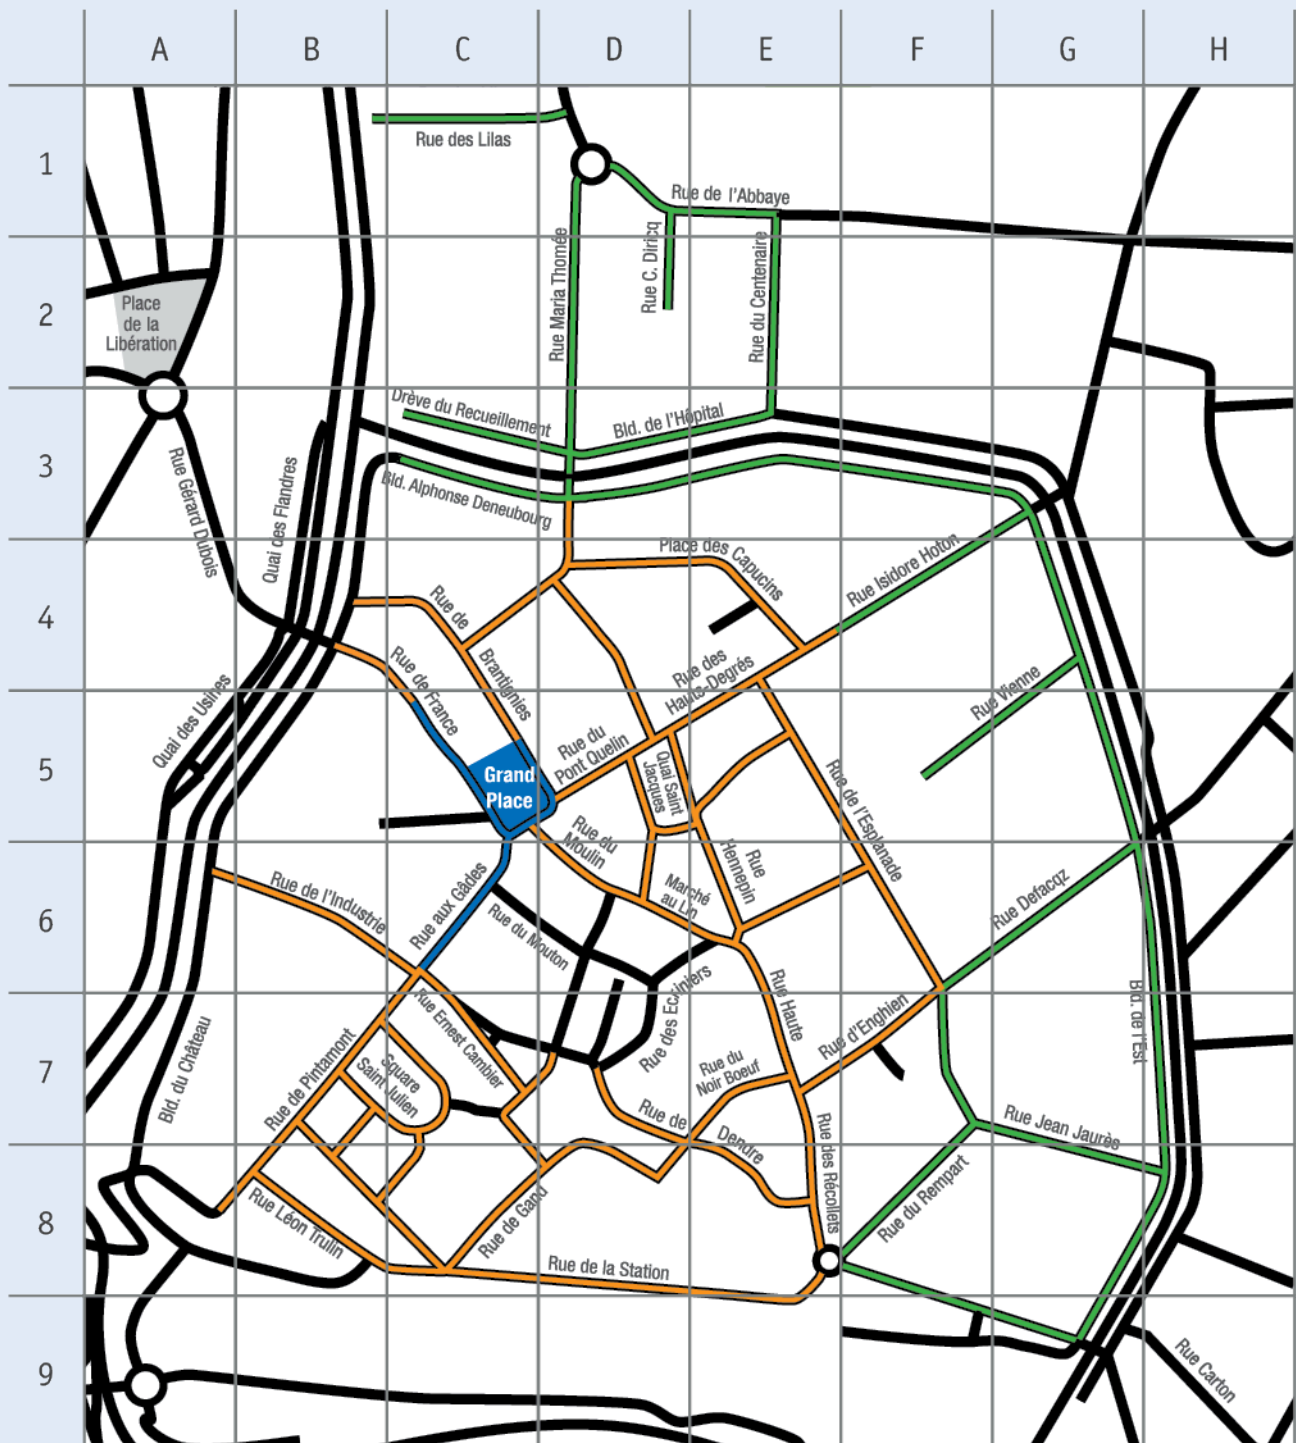 A B C D E F G H
1
Rue des Lilas
Rue de l'Abbaye
2
Place
de la
Libération
Rue Maria Thomée
Rue C. Diricq
Rue du Centenaire
3
Drève du Recueillement
Bld. de l'Hôpital
Rue Gérard Dubois
Quai des Flandres
Bld. Alphonse Deneubourg
4
Place des Capucins
Rue Isidore Hoton
Rue de
Brantignies
Rue de France
Rue des
Hauts-Degrés
Rue Vienne
5
Quai des Usines
Grand
Place
Rue du
Pont Quelin
Quai Saint
Jacques
Rue de l'Esplanade
6
Rue du
Moulin
Rue
Hennepin
Rue de l'Industrie
Rue aux Gâdes
Rue du Mouton
Marché
au Lin
Rue Defacqz
7
Bld. du Château
Rue Ernest Cambier
Rue des Écriniers
Rue Haute
Rue d'Enghien
Bld. de l'Est
Rue de Pintamont
Square
Saint Julien
Rue du
Noir Boeuf
Rue de
Dendre
Rue Jean Jaurès
8
Rue Léon Trulin
Rue de Gand
Rue des Récollets
Rue du Rempart
Rue de la Station
9
Rue Carton